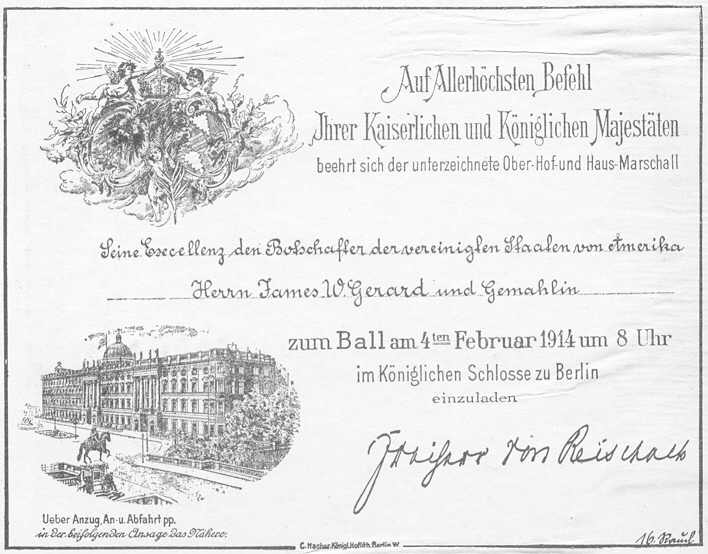 Auf Allerhöchsten Befehl
Ihrer Kaiserlichen und Königlichen Majestäten
beehrt sich der unterzeichnete Ober-Hof- und Haus-Marschall
Seine Excellenz den Botschafter der vereinigten Staaten von Amerika
Herrn James W. Gerard und Gemahlin
zum Ball am 4ten Februar 1914 um 8 Uhr
im Königlichen Schlosse zu Berlin
einzuladen
Freiherr von Reischach
Ueber Anzug, An- u. Abfahrt pp.
in der beifolgenden Ansage das Nähere.
Königl. Hoflith. Berlin W
16.